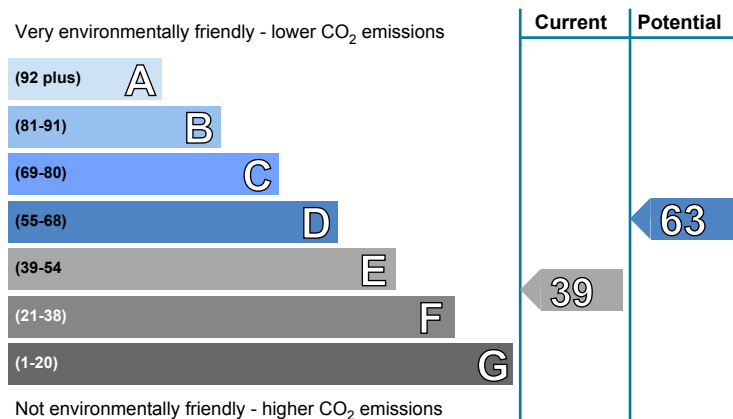 Very environmentally friendly - lower CO2 emissions
Current
Potential
(92 plus) A
(81-91) B
(69-80) C
(55-68) D
63
(39-54 E
39
(21-38) F
(1-20) G
Not environmentally friendly - higher CO2 emissions